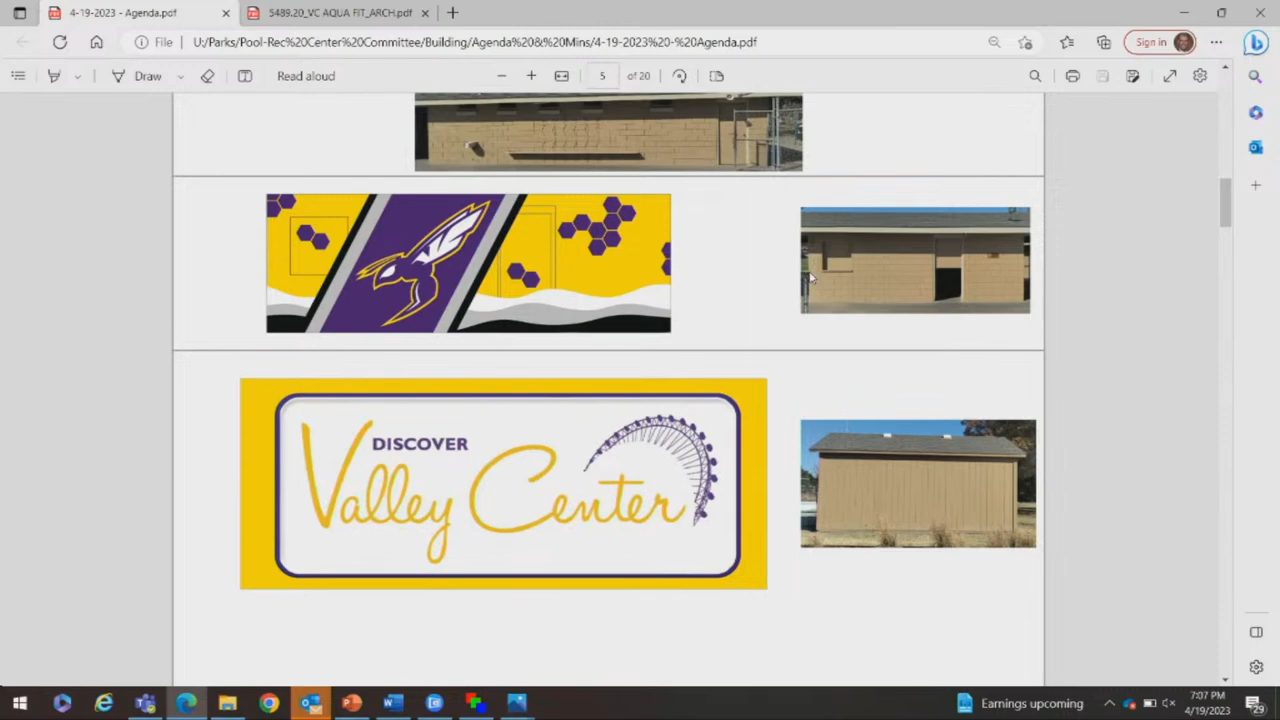 4-19-2023 - Agenda.pdf
5489.20_VC AQUA FIT_ARCH.pdf
File
U:/Parks/Pool-Rec%20Center%20Committee/Building/Agenda%20&%20Mins/4-19-2023%20-%20Agenda.pdf
Sign in
Draw
Read aloud
5
of 20
DISCOVER
Valley Center
Earnings upcoming
7:07 PM
4/19/2023
29